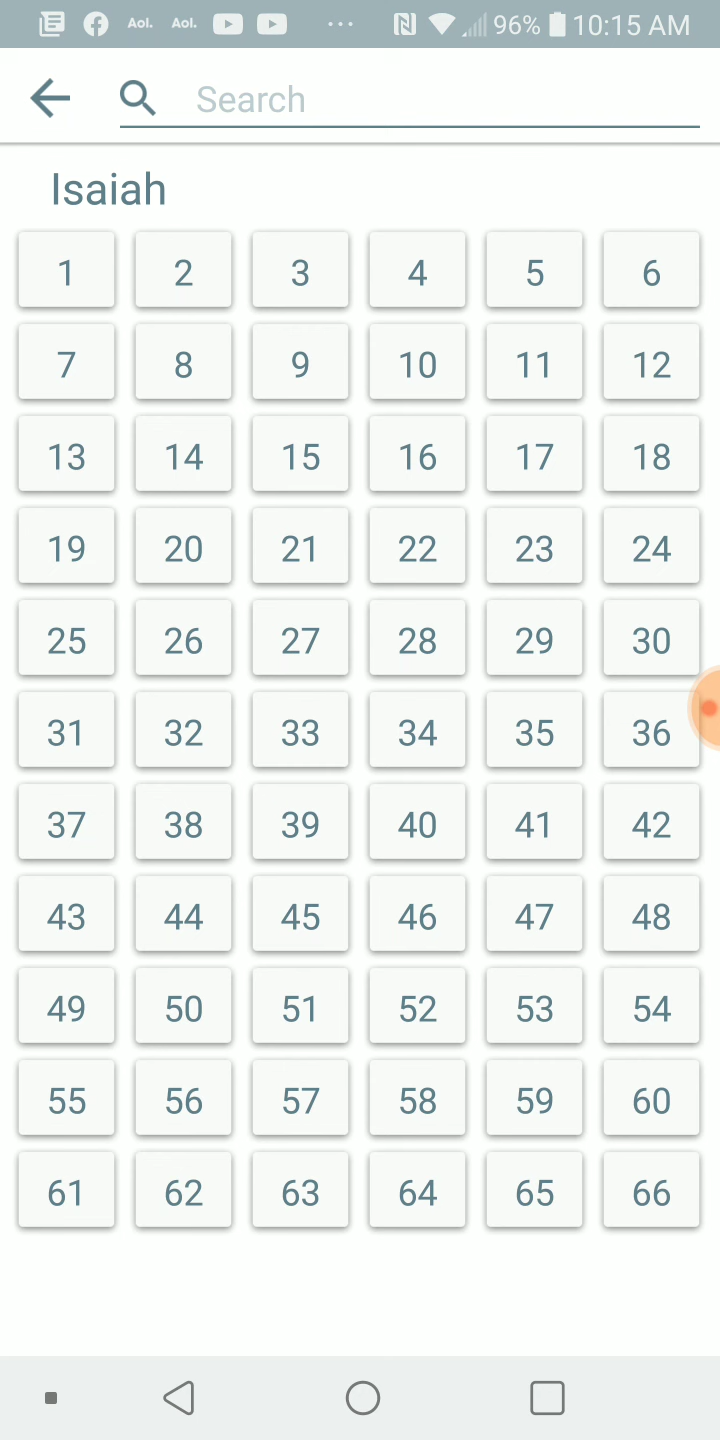 Aol. Aol. ... 96% 10:15 AM
Search
Isaiah
1 2 3 4 5 6
7 8 9 10 11 12
13 14 15 16 17 18
19 20 21 22 23 24
25 26 27 28 29 30
31 32 33 34 35 36
37 38 39 40 41 42
43 44 45 46 47 48
49 50 51 52 53 54
55 56 57 58 59 60
61 62 63 64 65 66